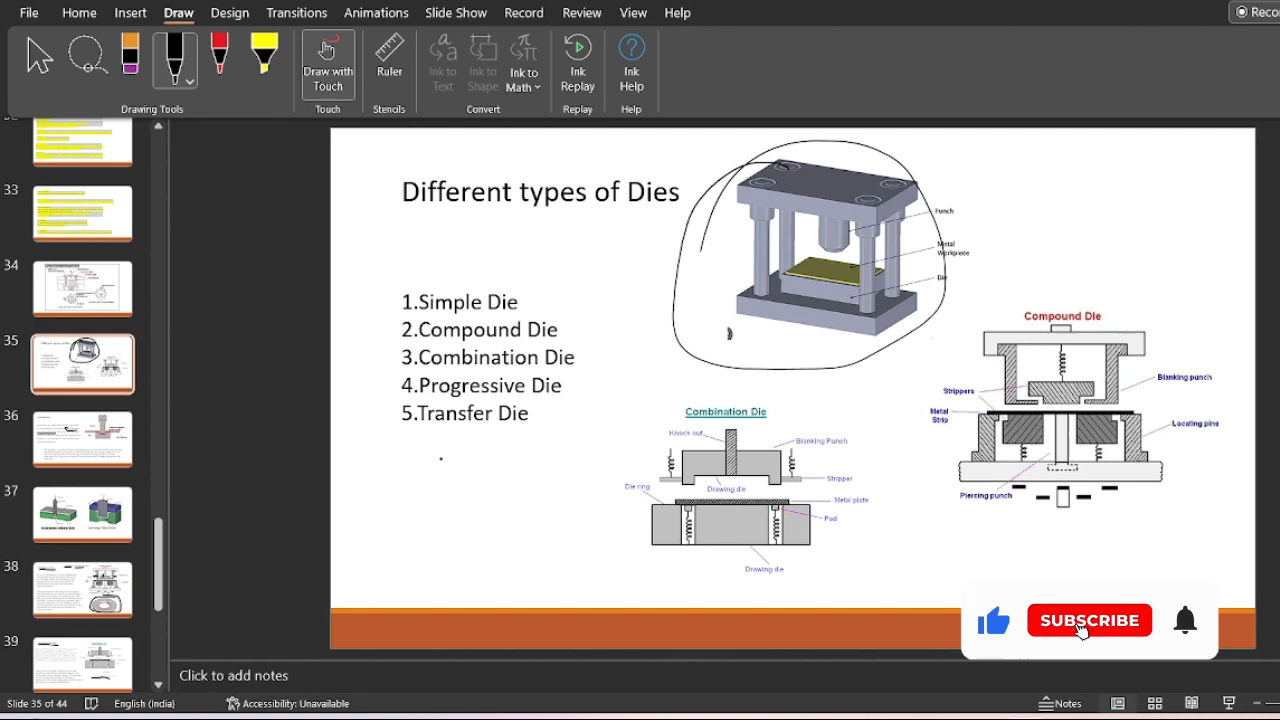 File Home Insert Draw Design Transitions Animations Slide Show Record Review View Help
Draw with Touch
Ruler
Ink to Text
Ink to Shape
Ink to Math
Ink Replay
Ink Help
Drawing Tools Touch Stencils Convert Replay Help
33
34
35
36
37
38
39
Different types of Dies
Punch
Metal Workpiece
Die
1.Simple Die
2.Compound Die
3.Combination Die
4.Progressive Die
5.Transfer Die
Compound Die
Strippers
Blanking punch
Metal Strip
Locating pins
Piercing punch
Combination Die
Knock out
Blanking Punch
Stripper
Die ring
Drawing die
Metal plate
Pad
Drawing die
SUBSCRIBE
Click to add notes
Slide 35 of 44 English (India) Accessibility: Unavailable Notes